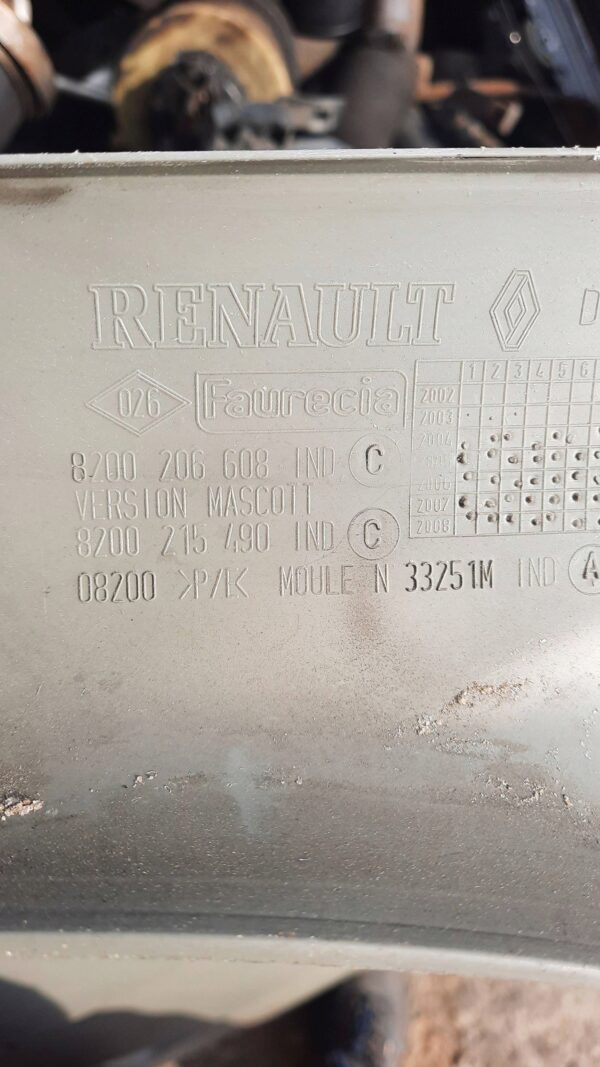 RENAULT D
026 Faurecia
1 2 3 4 5 6
2002
2003
2004
2006
2007
2008
8200 206 608 IND C
VERSION MASCOTT
8200 215 490 IND C
08200 >P/E< MOULE N 33251M IND A